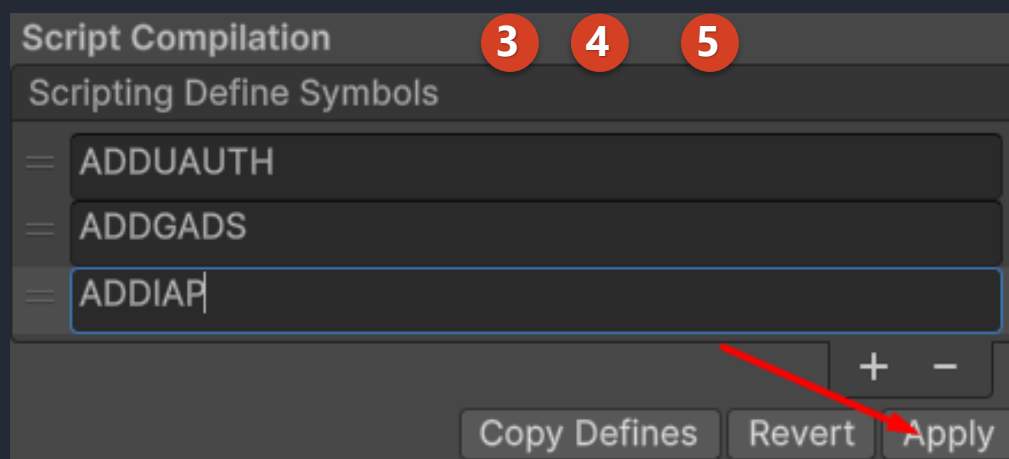 Script Compilation 3 4 5
Scripting Define Symbols
ADDUAUTH
ADDGADS
ADDIAP
+ −
Copy Defines Revert Apply